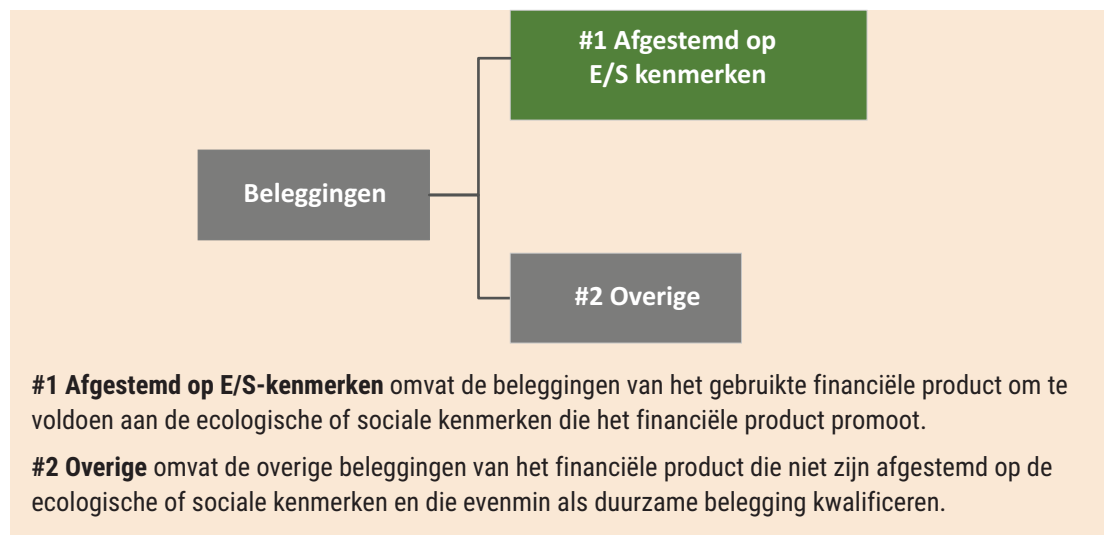 #1 Afgestemd op
E/S kenmerken
Beleggingen
#2 Overige
#1 Afgestemd op E/S-kenmerken omvat de beleggingen van het gebruikte financiële product om te
voldoen aan de ecologische of sociale kenmerken die het financiële product promoot.
#2 Overige omvat de overige beleggingen van het financiële product die niet zijn afgestemd op de
ecologische of sociale kenmerken en die evenmin als duurzame belegging kwalificeren.